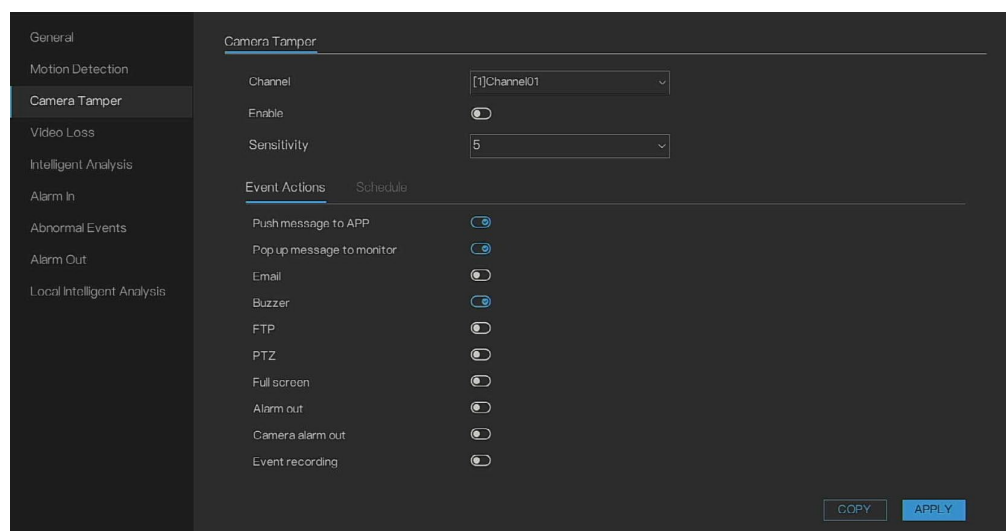 General
Motion Detection
Camera Tamper
Video Loss
Intelligent Analysis
Alarm In
Abnormal Events
Alarm Out
Local Intelligent Analysis
Camera Tamper
Channel [1]Channel01
Enable
Sensitivity 5
Event Actions Schedule
Push message to APP
Pop up message to monitor
Email
Buzzer
FTP
PTZ
Full screen
Alarm out
Camera alarm out
Event recording
COPY APPLY